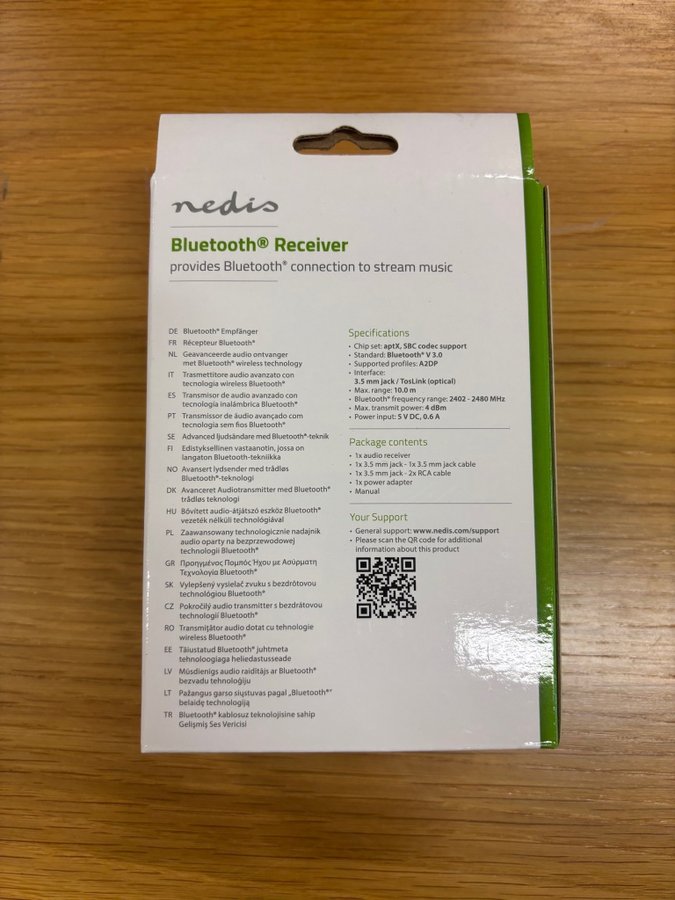 nedis
Bluetooth® Receiver
provides Bluetooth® connection to stream music
DE Bluetooth® Empfänger
FR Récepteur Bluetooth®
NL Geavanceerde audio ontvanger
met Bluetooth® wireless technology
IT Trasmettitore audio avanzato con
tecnologia wireless Bluetooth®
ES Transmisor de audio avanzado con
tecnologia inalámbrica Bluetooth®
PT Transmissor de áudio avançado com
tecnologia sem fios Bluetooth®
SE Advanced ljudsändare med Bluetooth®-teknik
FI Edistyksellinen vastaanotin, jossa on
langaton Bluetooth-tekniikka
NO Avansert lydsender med trådløs
Bluetooth®-teknologi
DK Avanceret Audiotransmitter med Bluetooth®
trådløs teknologi
HU Bővített audio-átjátszó eszköz Bluetooth®
vezeték nélküli technológiával
PL Zaawansowany technologicznie nadajnik
audio oparty na bezprzewodowej
technologii Bluetooth®
GR Προηγμένος Πομπός Ήχου με Ασύρματη
Τεχνολογία Bluetooth®
SK Vylepšený vysielač zvuku s bezdrôtovou
technológiou Bluetooth®
CZ Pokročilý audio transmitter s bezdrátovou
technologií Bluetooth®
RO Transmițător audio dotat cu tehnologie
wireless Bluetooth®
EE Täiustatud Bluetooth® juhtmeta
tehnoloogiaga heliedastusseade
LV Mūsdienīgs audio raidītājs ar Bluetooth®
bezvadu tehnoloģiju
LT Pažangus garso siųstuvas pagal „Bluetooth®“
belaidę technologiją
TR Bluetooth® kablosuz teknolojisine sahip
Gelişmiş Ses Vericisi
Specifications
• Chip set: aptX, SBC codec support
• Standard: Bluetooth® V 3.0
• Supported profiles: A2DP
• Interface:
3.5 mm jack / TosLink (optical)
• Max. range: 10.0 m
• Bluetooth® frequency range: 2402 - 2480 MHz
• Max. transmit power: 4 dBm
• Power input: 5 V DC, 0.6 A
Package contents
• 1x audio receiver
• 1x 3.5 mm jack - 1x 3.5 mm jack cable
• 1x 3.5 mm jack - 2x RCA cable
• 1x power adapter
• Manual
Your Support
• General support: www.nedis.com/support
• Please scan the QR code for additional
information about this product